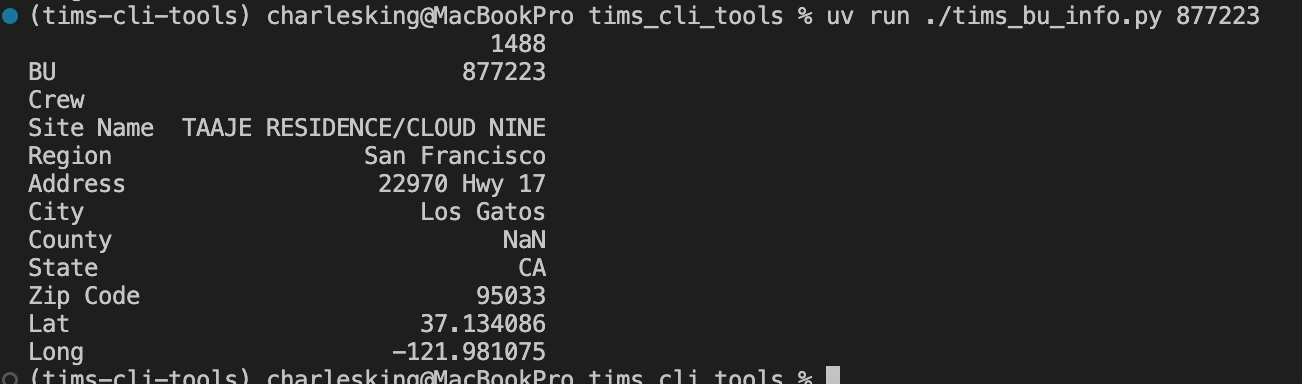 (tims-cli-tools) charlesking@MacBookPro tims_cli_tools % uv run ./tims_bu_info.py 877223
1488
BU 877223
Crew
Site Name TAAJE RESIDENCE/CLOUD NINE
Region San Francisco
Address 22970 Hwy 17
City Los Gatos
County NaN
State CA
Zip Code 95033
Lat 37.134086
Long -121.981075
(tims-cli-tools) charlesking@MacBookPro tims_cli_tools %